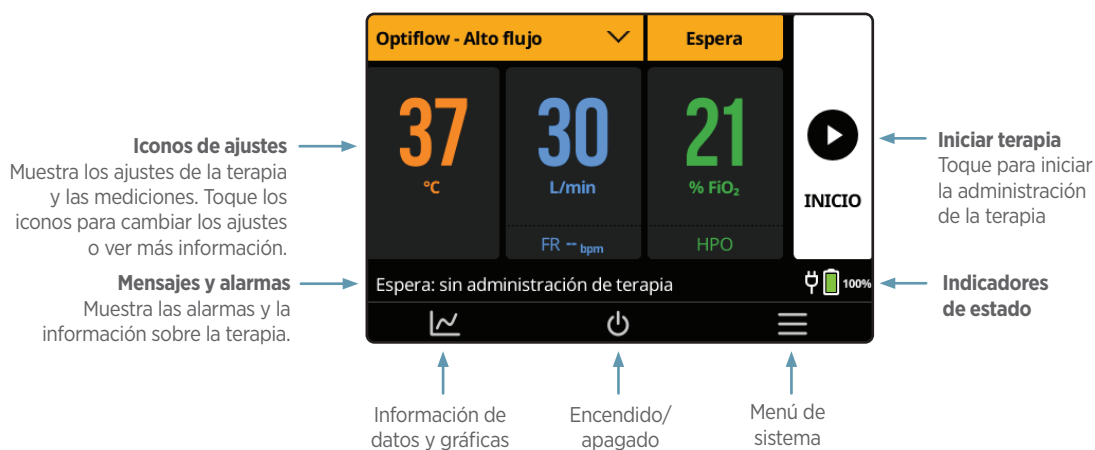 Optiflow - Alto flujo
Espera
37
°C
30
L/min
FR -- bpm
21
% FiO₂
HPO
INICIO
Espera: sin administración de terapia
100%
Iconos de ajustes
Muestra los ajustes de la terapia
y las mediciones. Toque los
iconos para cambiar los ajustes
o ver más información.
Mensajes y alarmas
Muestra las alarmas y la
información sobre la terapia.
Iniciar terapia
Toque para iniciar
la administración
de la terapia
Indicadores
de estado
Información de
datos y gráficas
Encendido/
apagado
Menú de
sistema